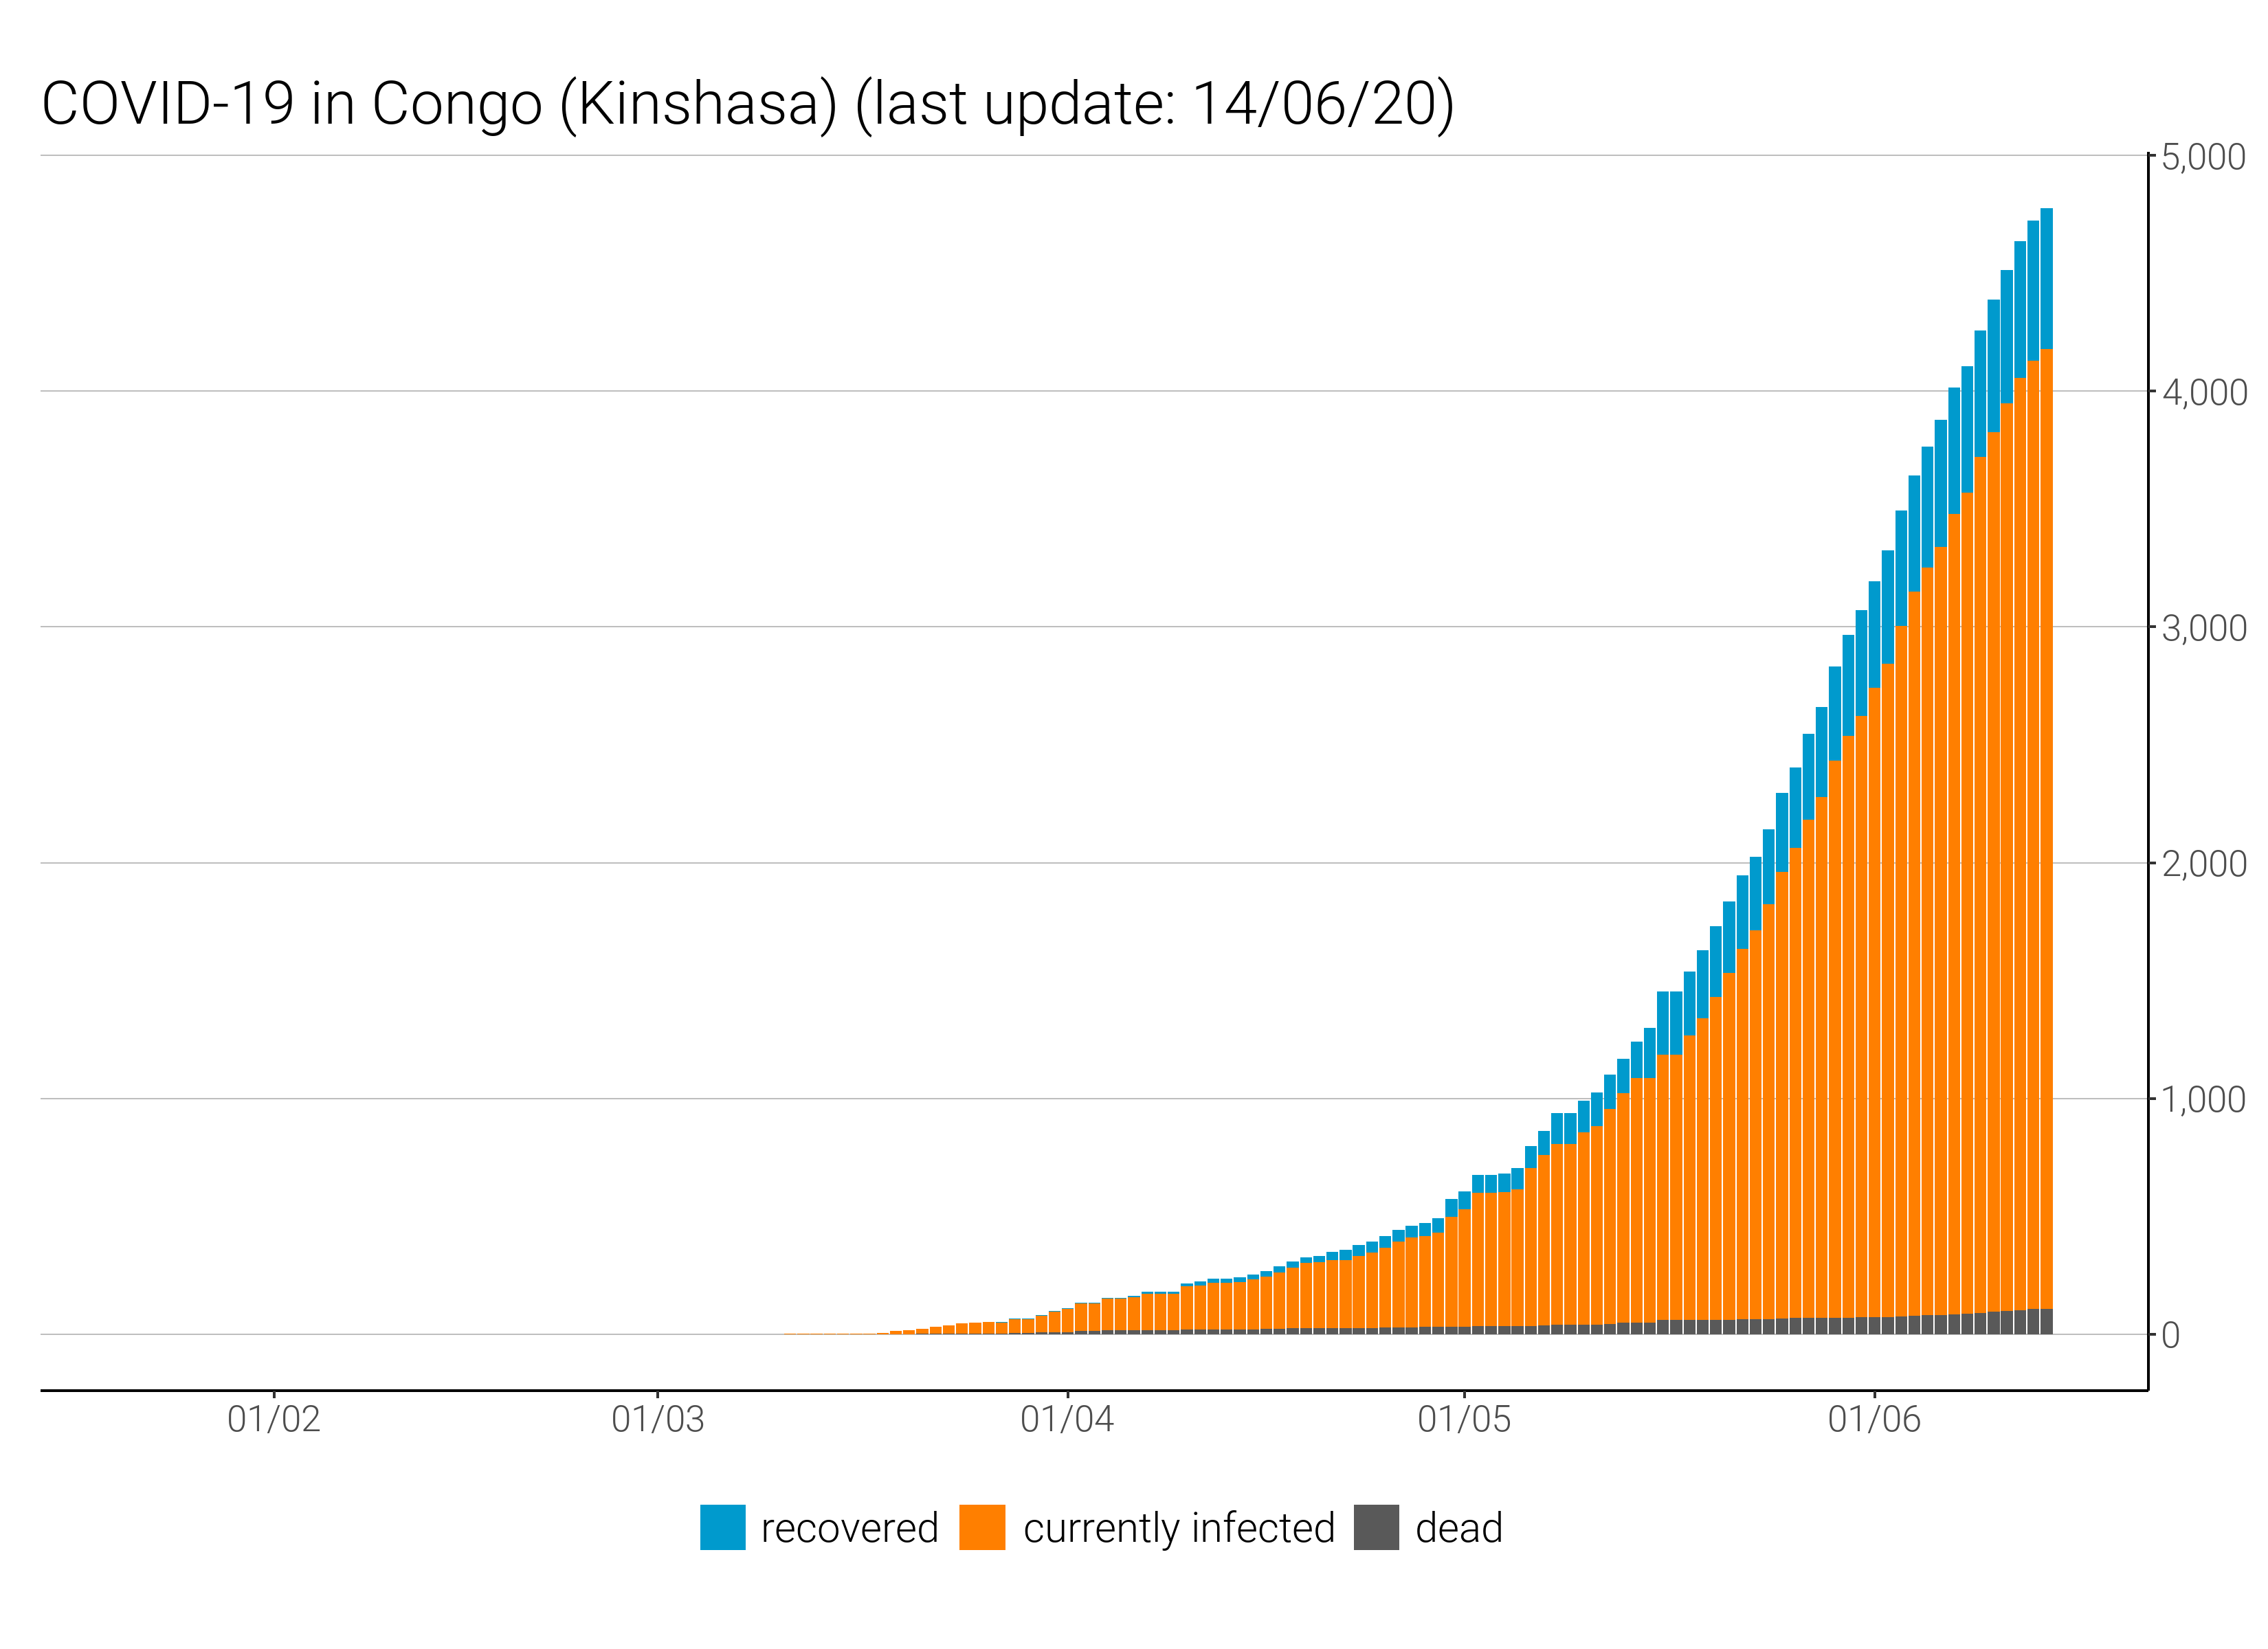 COVID-19 in Congo (Kinshasa) (last update: 14/06/20)
5,000
4,000
3,000
2,000
1,000
0
01/02 01/03 01/04 01/05 01/06
recovered currently infected dead